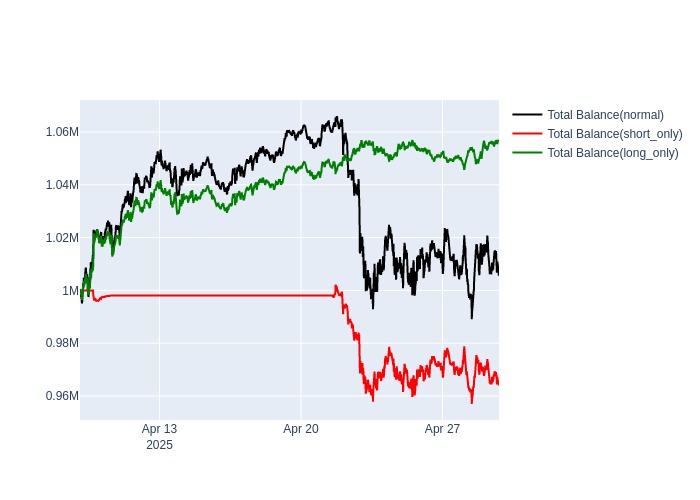 1.06M
1.04M
1.02M
1M
0.98M
0.96M
Apr 13
2025
Apr 20
Apr 27
Total Balance(normal)
Total Balance(short_only)
Total Balance(long_only)